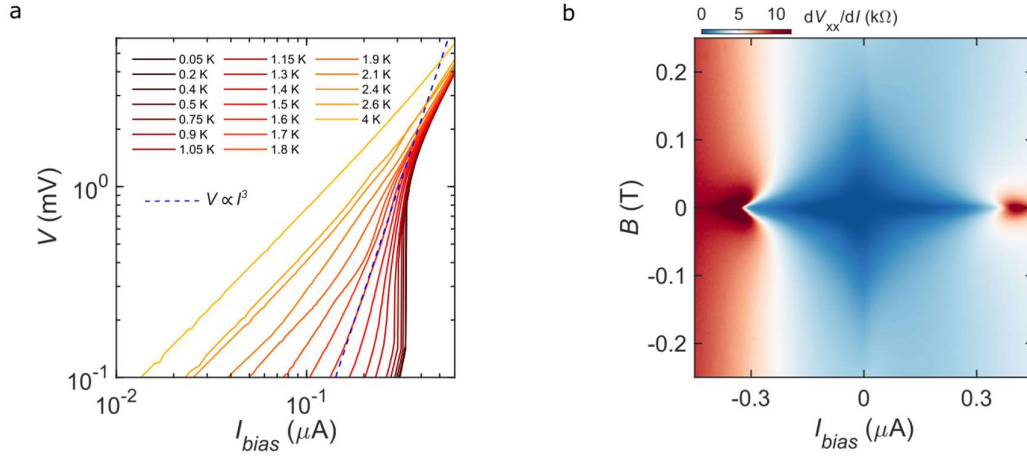 a
0.05 K
0.2 K
0.4 K
0.5 K
0.75 K
0.9 K
1.05 K
1.15 K
1.3 K
1.4 K
1.5 K
1.6 K
1.7 K
1.8 K
1.9 K
2.1 K
2.4 K
2.6 K
4 K
V ∝ I³
V (mV)
10⁰
10⁻¹
10⁻²
10⁻¹
I_bias (μA)
b
0 5 10
dV_xx/dI (kΩ)
B (T)
0.2
0.1
0
-0.1
-0.2
-0.3 0 0.3
I_bias (μA)